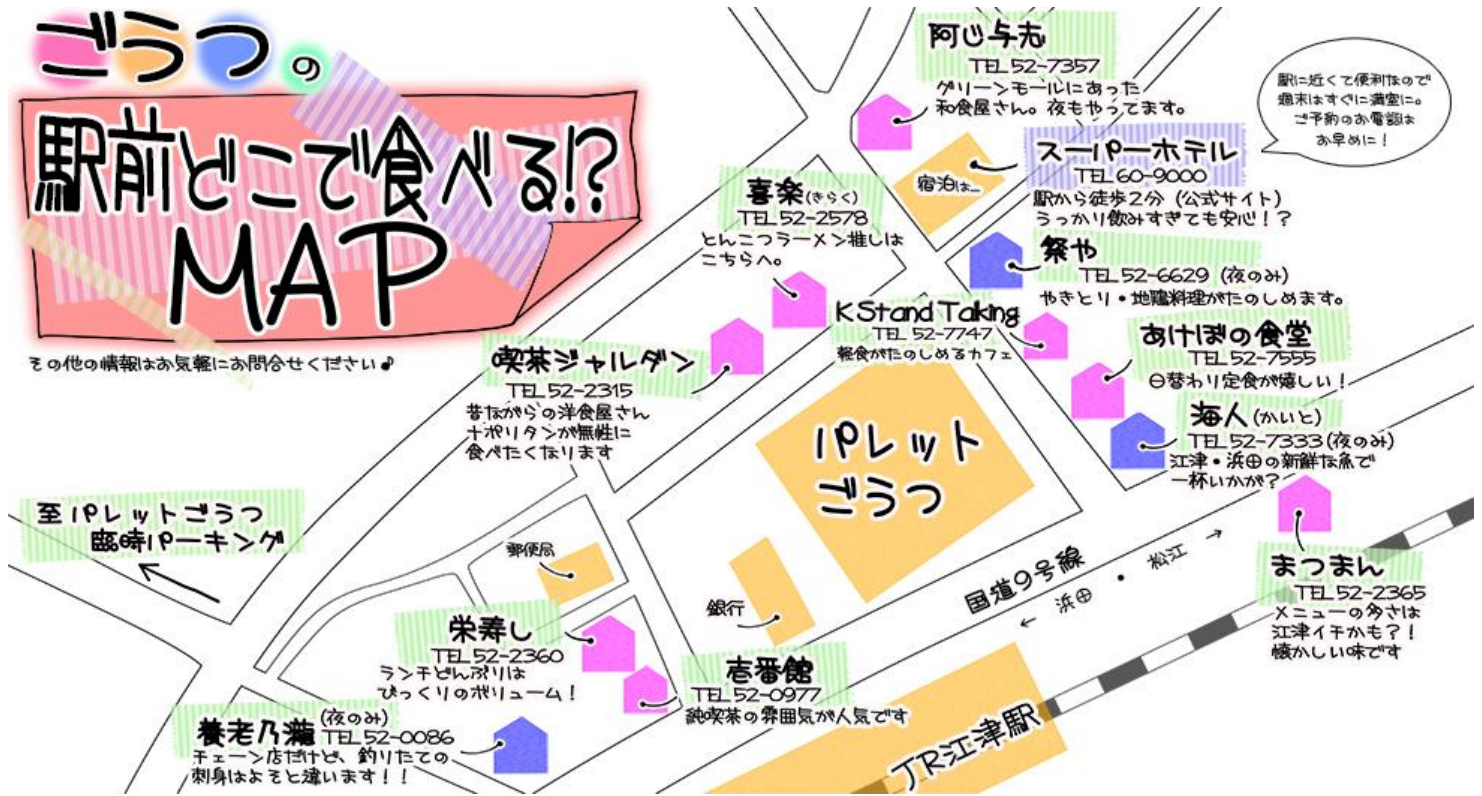 ごうつの
駅前どこで食べる!?
MAP
その他の情報はお気軽にお問合せください♪
阿じ与志
TEL 52-7357
グリーンモールにあった
和食屋さん。夜もやってます。
駅に近くて便利なので
週末はすぐに満室に。
ご予約のお電話は
お早めに！
宿泊は…
スーパーホテル
TEL 60-9000
駅から徒歩2分（公式サイト）
うっかり飲みすぎても安心！？
喜楽(きらく)
TEL 52-2578
とんこつラーメン推しは
こちらへ。
祭や
TEL 52-6629（夜のみ）
やきとり・地鶏料理がたのしめます。
K Stand Taking
TEL 52-7747
軽食がたのしめるカフェ
あけぼの食堂
TEL 52-7555
日替わり定食が嬉しい！
喫茶ジャルダン
TEL 52-2315
昔ながらの洋食屋さん
ナポリタンが無性に
食べたくなります
海人(かいと)
TEL 52-7333(夜のみ)
江津・浜田の新鮮な魚で
一杯いかが？
パレット
ごうつ
至パレットごうつ
臨時パーキング
郵便局
銀行
国道9号線
← 浜田 ・ 松江 →
まつまん
TEL 52-2365
メニューの多さは
江津イチかも？！
懐かしい味です
栄寿し
TEL 52-2360
ランチどんぶりは
びっくりのボリューム！
壱番館
TEL 52-0977
純喫茶の雰囲気が人気です
養老乃瀧(夜のみ)
TEL 52-0086
チェーン店だけど、釣りたての
刺身はよそと違います！！
JR江津駅